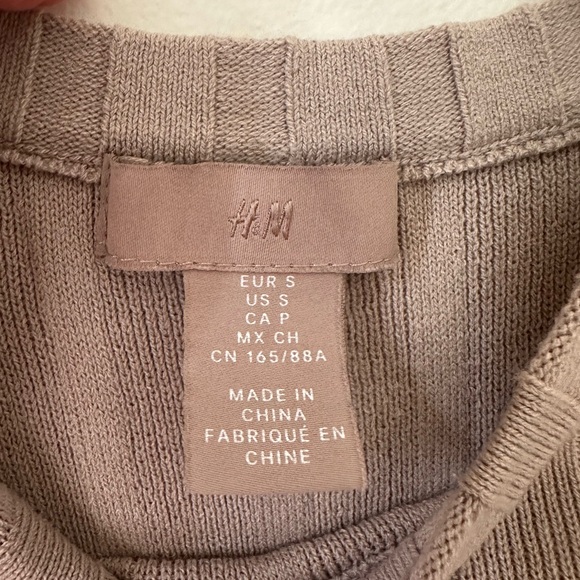 H&M
EUR S
US S
CA P
MX CH
CN 165/88A
MADE IN
CHINA
FABRIQUÉ EN
CHINE